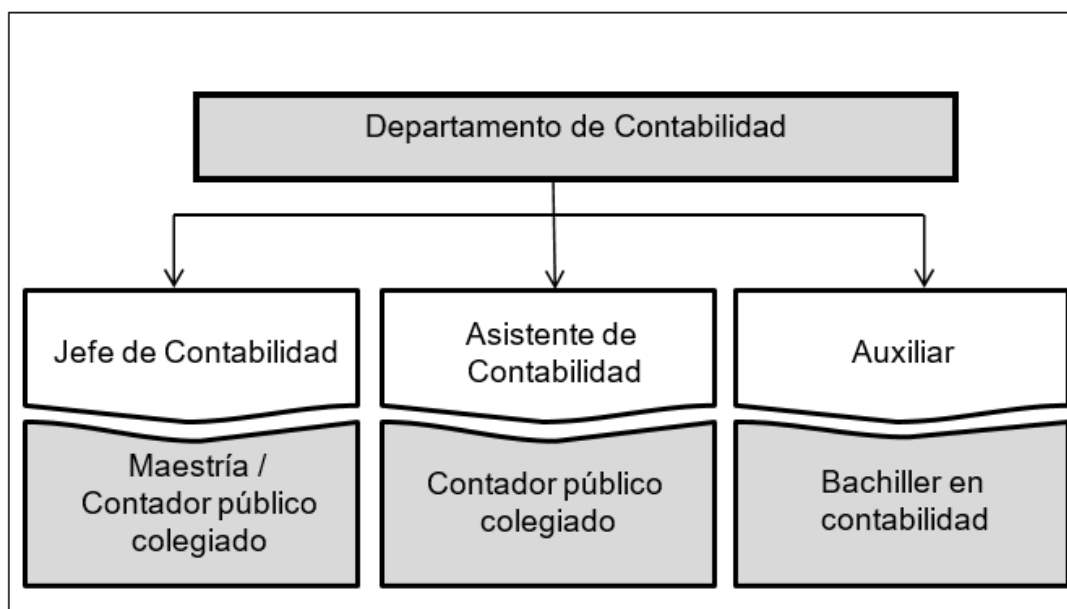 Departamento de Contabilidad
Jefe de Contabilidad
Asistente de
Contabilidad
Auxiliar
Maestría /
Contador público
colegiado
Contador público
colegiado
Bachiller en
contabilidad